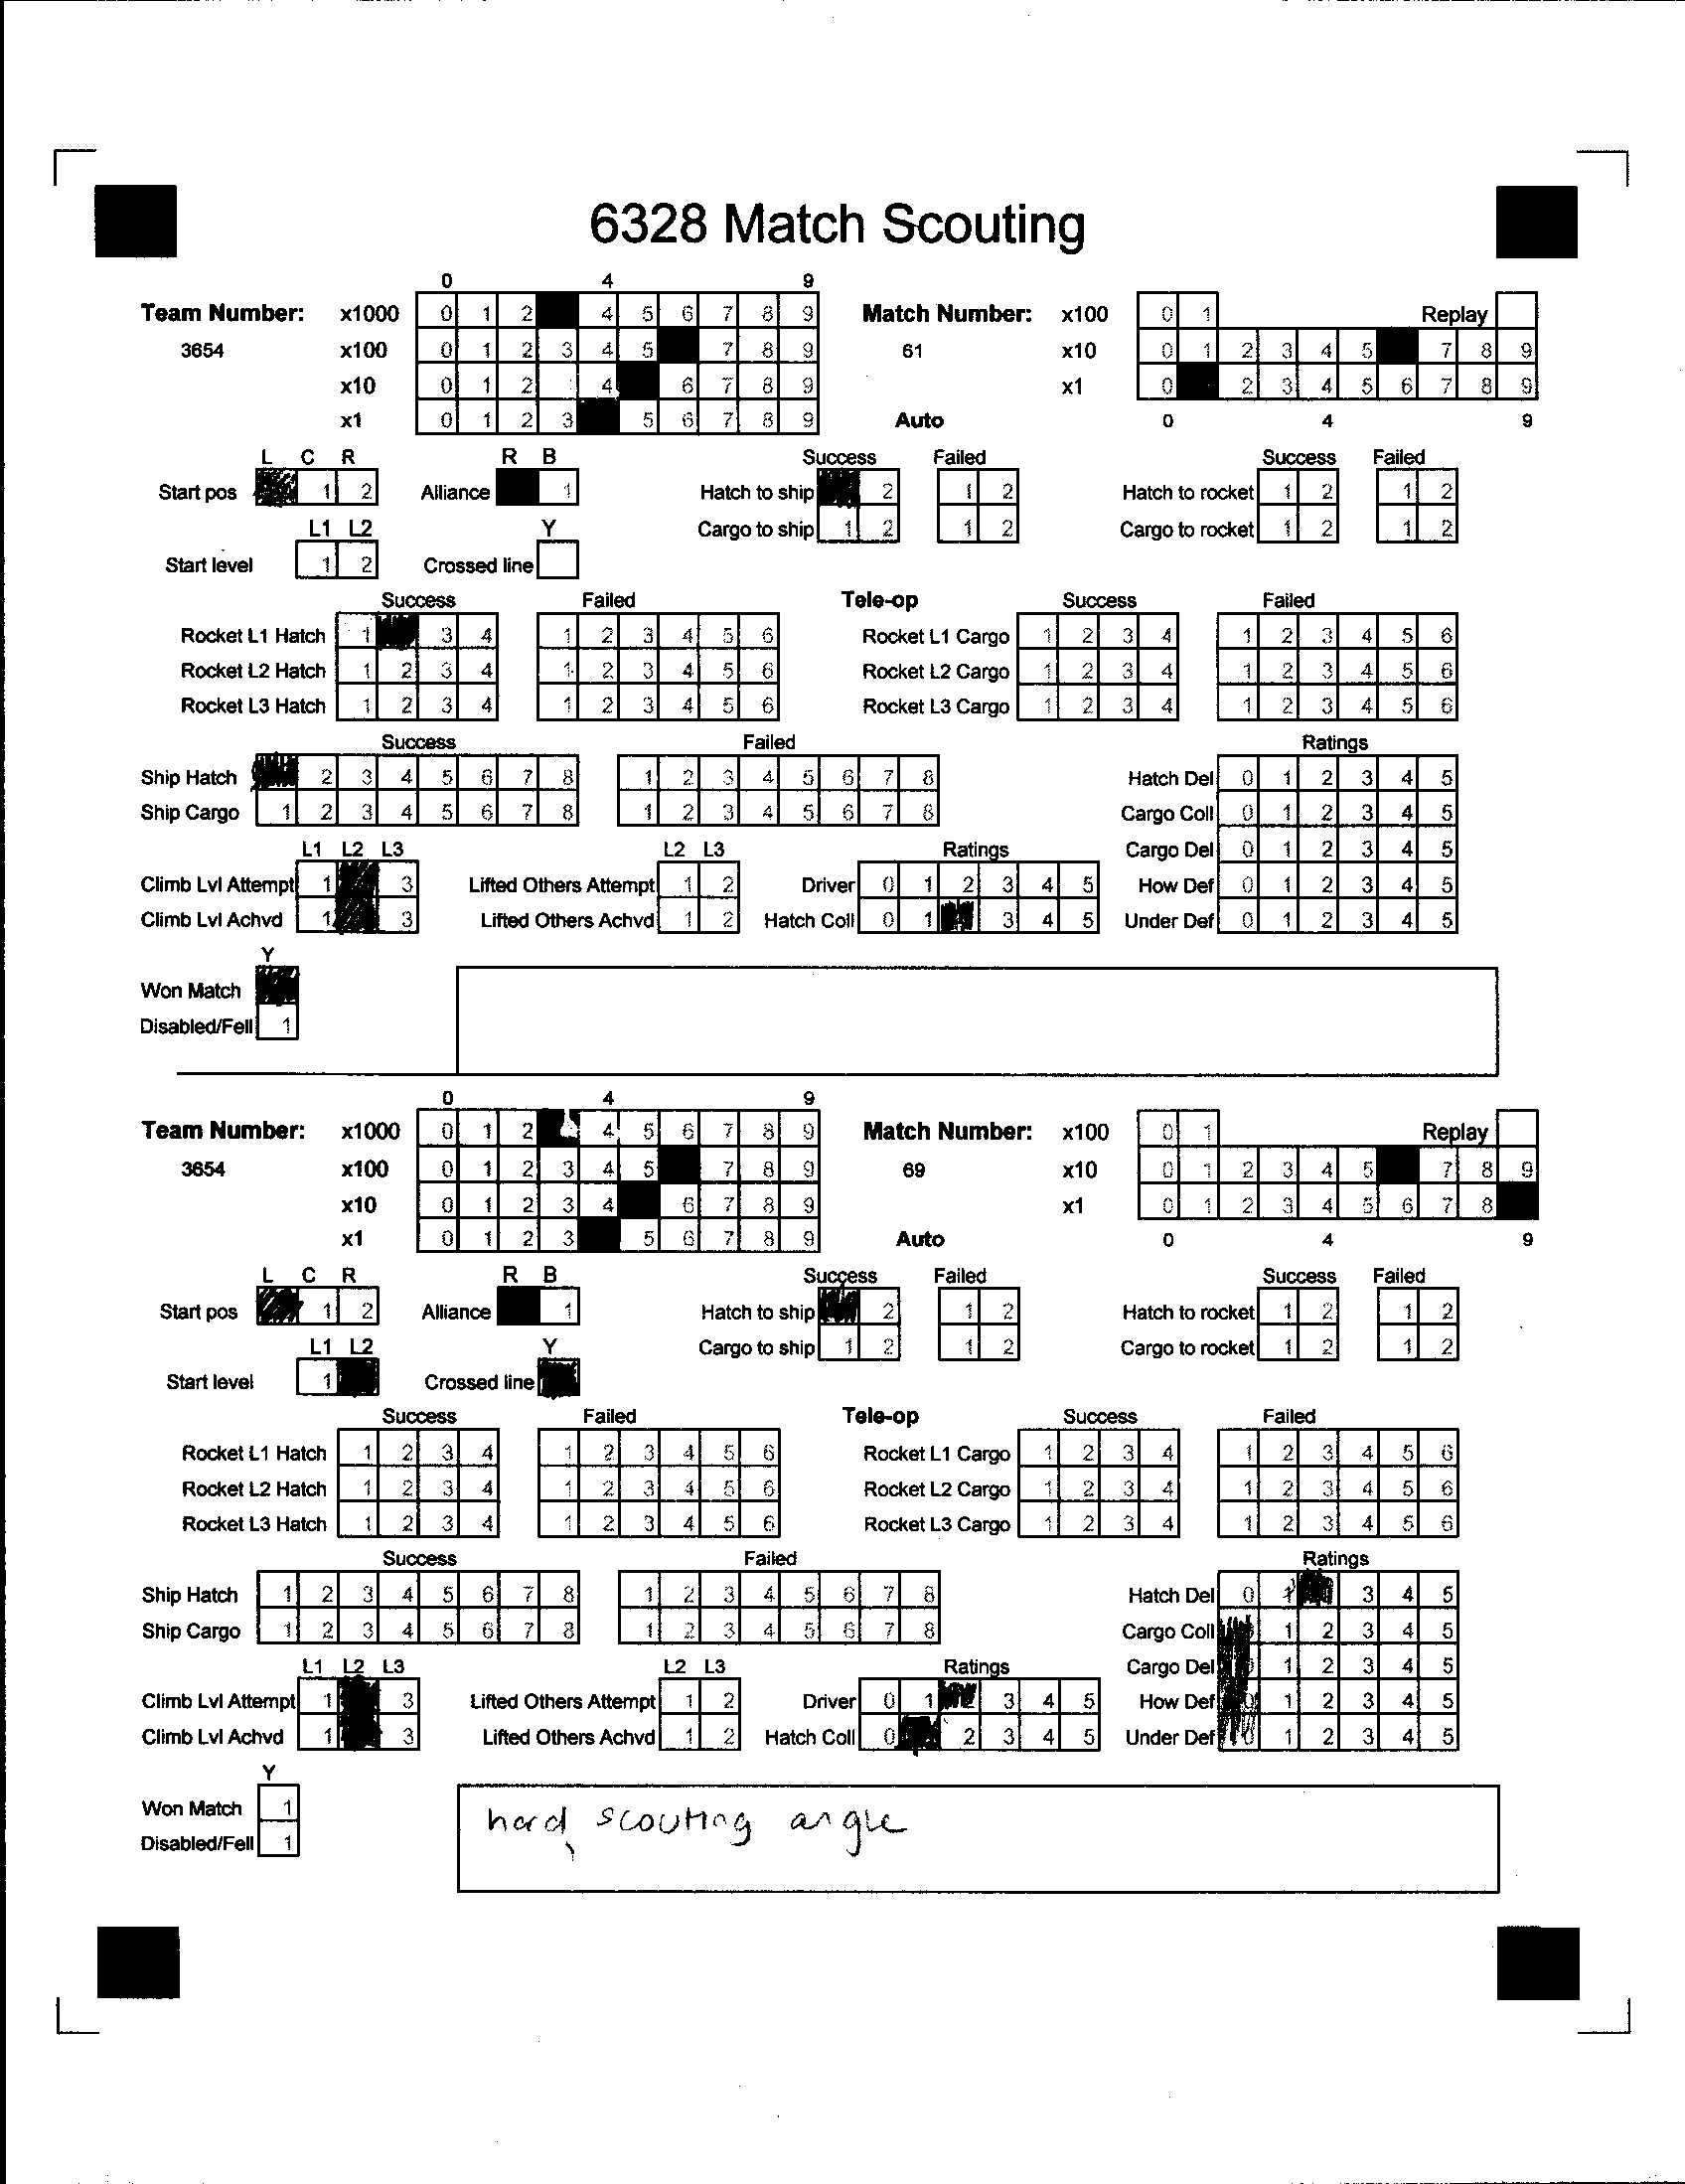 6328 Match Scouting
0 4 9
Team Number: x1000 0 1 2 4 5 6 7 8 9 Match Number: x100 0 1 Replay
3654 x100 0 1 2 3 4 5 7 8 9 61 x10 0 1 2 3 4 5 7 8 9
x10 0 1 2 4 6 7 8 9 x1 0 2 3 4 5 6 7 8 9
x1 0 1 2 3 5 6 7 8 9 Auto 0 4 9
L C R R B Success Failed Success Failed
Start pos 1 2 Alliance 1 Hatch to ship 2 1 2 Hatch to rocket 1 2 1 2
L1 L2 Y Cargo to ship 1 2 1 2 Cargo to rocket 1 2 1 2
Start level 1 2 Crossed line
Success Failed Tele-op Success Failed
Rocket L1 Hatch 1 3 4 1 2 3 4 5 6 Rocket L1 Cargo 1 2 3 4 1 2 3 4 5 6
Rocket L2 Hatch 1 2 3 4 1 2 3 4 5 6 Rocket L2 Cargo 1 2 3 4 1 2 3 4 5 6
Rocket L3 Hatch 1 2 3 4 1 2 3 4 5 6 Rocket L3 Cargo 1 2 3 4 1 2 3 4 5 6
Success Failed Ratings
Ship Hatch 2 3 4 5 6 7 8 1 2 3 4 5 6 7 8 Hatch Del 0 1 2 3 4 5
Ship Cargo 1 2 3 4 5 6 7 8 1 2 3 4 5 6 7 8 Cargo Coll 0 1 2 3 4 5
L1 L2 L3 L2 L3 Ratings Cargo Del 0 1 2 3 4 5
Climb Lvl Attempt 1 3 Lifted Others Attempt 1 2 Driver 0 1 2 3 4 5 How Def 0 1 2 3 4 5
Climb Lvl Achvd 1 3 Lifted Others Achvd 1 2 Hatch Coll 0 1 3 4 5 Under Def 0 1 2 3 4 5
Y
Won Match
Disabled/Fell 1
0 4 9
Team Number: x1000 0 1 2 4 5 6 7 8 9 Match Number: x100 0 1 Replay
3654 x100 0 1 2 3 4 5 7 8 9 69 x10 0 1 2 3 4 5 7 8 9
x10 0 1 2 3 4 6 7 8 9 x1 0 1 2 3 4 5 6 7 8
x1 0 1 2 3 5 6 7 8 9 Auto 0 4 9
L C R R B Success Failed Success Failed
Start pos 1 2 Alliance 1 Hatch to ship 2 1 2 Hatch to rocket 1 2 1 2
L1 L2 Y Cargo to ship 1 2 1 2 Cargo to rocket 1 2 1 2
Start level 1 Crossed line
Success Failed Tele-op Success Failed
Rocket L1 Hatch 1 2 3 4 1 2 3 4 5 6 Rocket L1 Cargo 1 2 3 4 1 2 3 4 5 6
Rocket L2 Hatch 1 2 3 4 1 2 3 4 5 6 Rocket L2 Cargo 1 2 3 4 1 2 3 4 5 6
Rocket L3 Hatch 1 2 3 4 1 2 3 4 5 6 Rocket L3 Cargo 1 2 3 4 1 2 3 4 5 6
Success Failed Ratings
Ship Hatch 1 2 3 4 5 6 7 8 1 2 3 4 5 6 7 8 Hatch Del 0 1 3 4 5
Ship Cargo 1 2 3 4 5 6 7 8 1 2 3 4 5 6 7 8 Cargo Coll 1 2 3 4 5
L1 L2 L3 L2 L3 Ratings Cargo Del 1 2 3 4 5
Climb Lvl Attempt 1 3 Lifted Others Attempt 1 2 Driver 0 1 3 4 5 How Def 1 2 3 4 5
Climb Lvl Achvd 1 3 Lifted Others Achvd 1 2 Hatch Coll 0 2 3 4 5 Under Def 1 2 3 4 5
Y
Won Match 1
Disabled/Fell 1
hard scouting angle